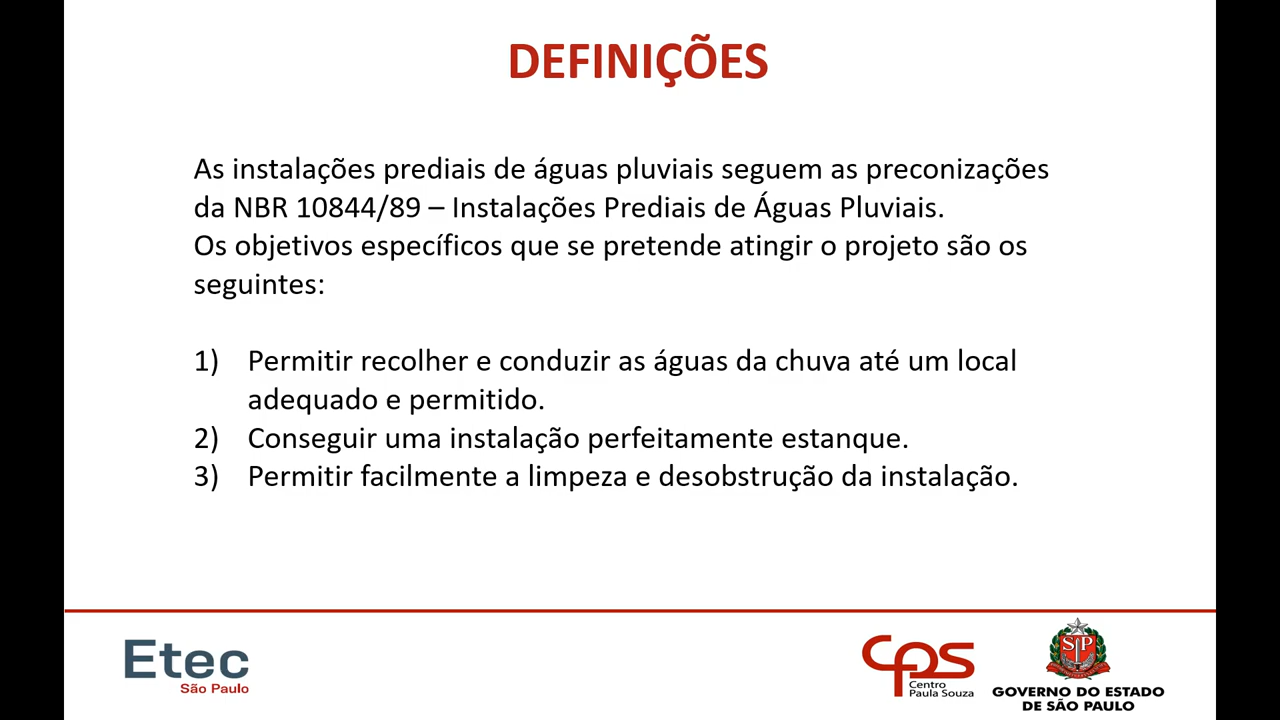 DEFINIÇÕES
As instalações prediais de águas pluviais seguem as preconizações
da NBR 10844/89 – Instalações Prediais de Águas Pluviais.
Os objetivos específicos que se pretende atingir o projeto são os
seguintes:
1) Permitir recolher e conduzir as águas da chuva até um local
adequado e permitido.
2) Conseguir uma instalação perfeitamente estanque.
3) Permitir facilmente a limpeza e desobstrução da instalação.
Etec
São Paulo
cps
Centro
Paula Souza
SP
GOVERNO DO ESTADO
DE SÃO PAULO